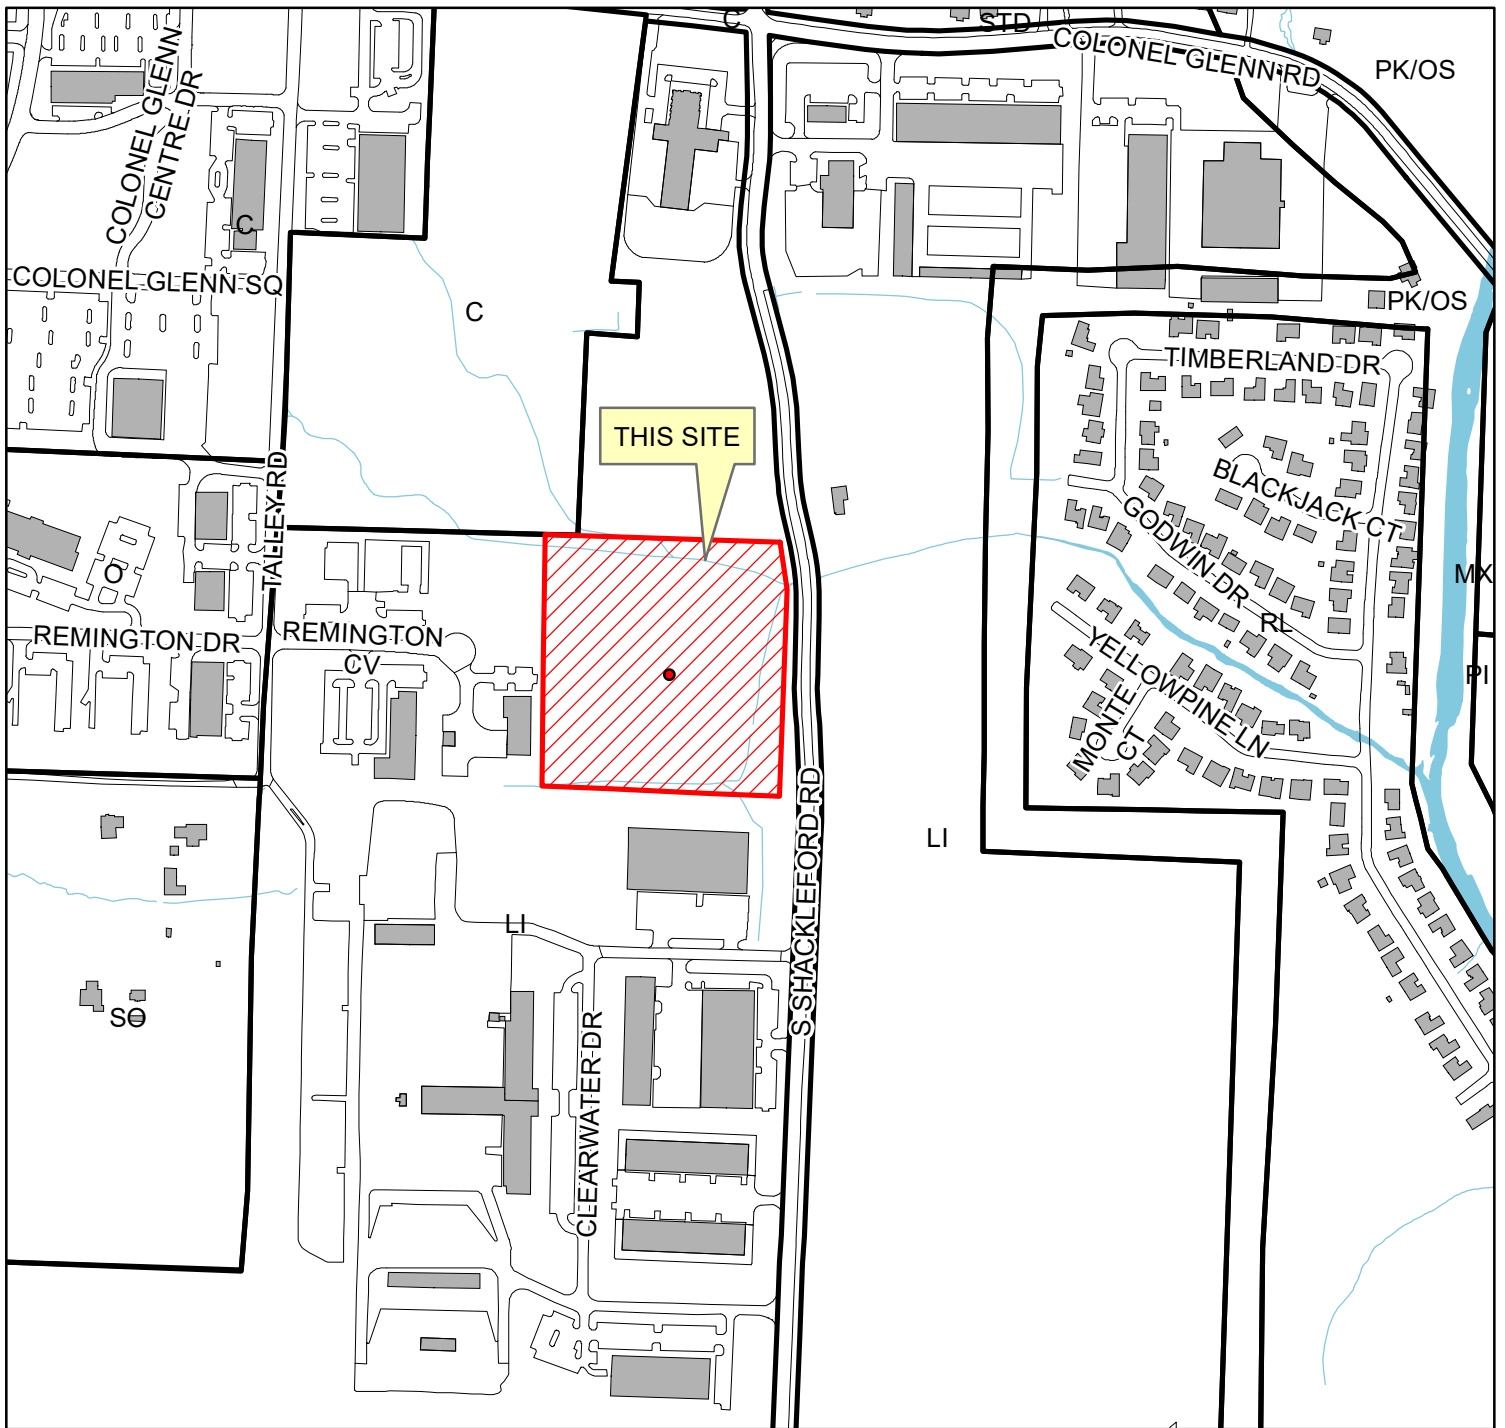 C
STD
COLONEL GLENN RD
PK/OS
COLONEL GLENN
CENTRE DR
C
COLONEL GLENN SQ
C
PK/OS
TIMBERLAND DR
THIS SITE
BLACKJACK CT
GODWIN DR
TALLEY RD
O
MX
REMINGTON DR
REMINGTON
CV
RL
YELLOWPINE LN
PI
MONTE
CT
S SHACKLEFORD RD
LI
LI
SO
CLEARWATER DR